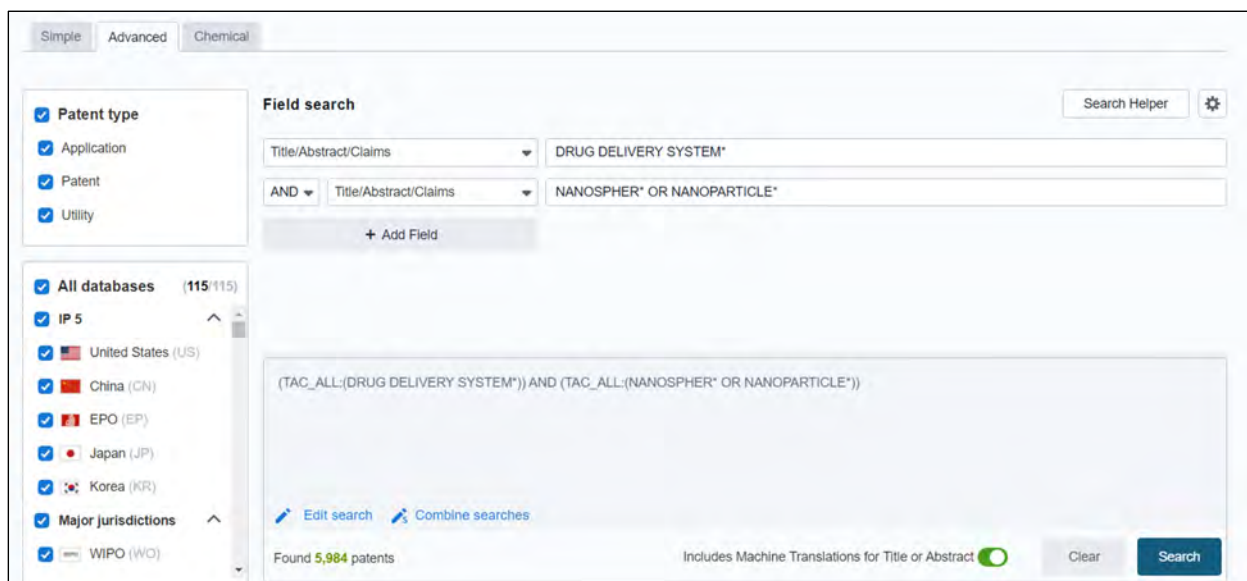 Simple Advanced Chemical
Patent type
Application
Patent
Utility
All databases (115/115)
IP 5
United States (US)
China (CN)
EPO (EP)
Japan (JP)
Korea (KR)
Major jurisdictions
WIPO (WO)
Field search
Search Helper
Title/Abstract/Claims DRUG DELIVERY SYSTEM*
AND Title/Abstract/Claims NANOSPHER* OR NANOPARTICLE*
+ Add Field
(TAC_ALL:(DRUG DELIVERY SYSTEM*)) AND (TAC_ALL:(NANOSPHER* OR NANOPARTICLE*))
Edit search Combine searches
Found 5,984 patents Includes Machine Translations for Title or Abstract Clear Search